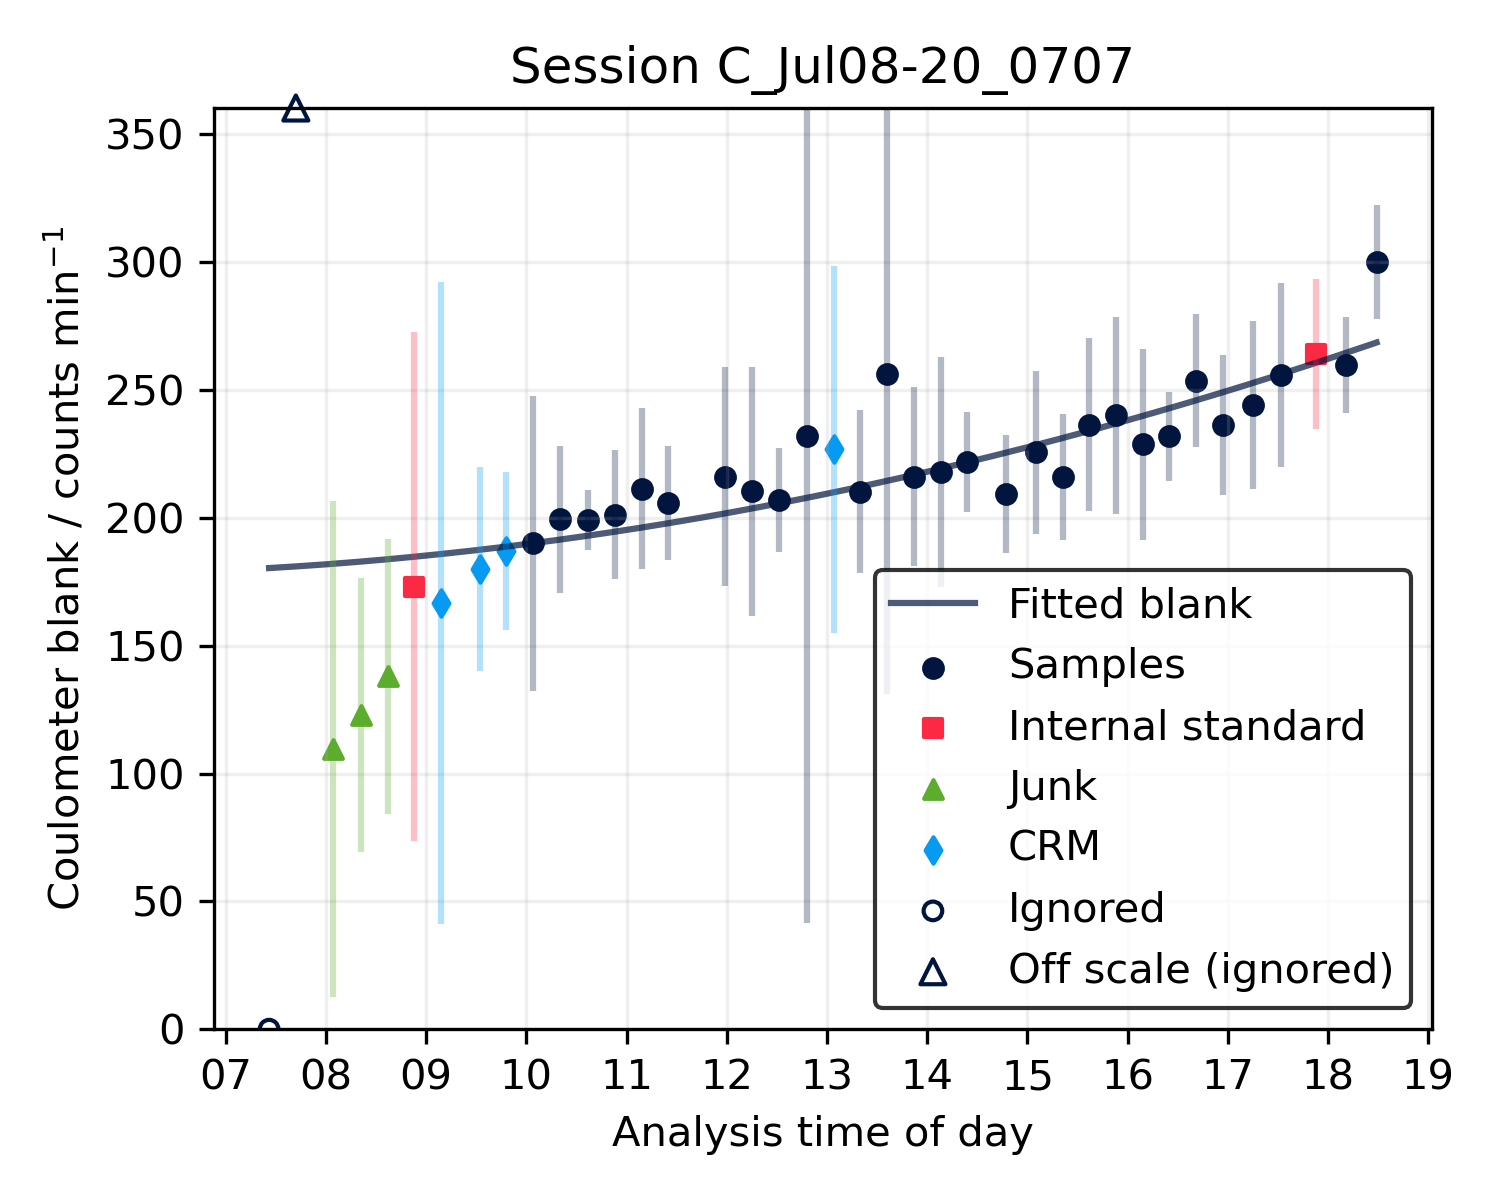 Session C_Jul08-20_0707
Coulometer blank / counts min⁻¹
350
300
250
200
150
100
50
0
07 08 09 10 11 12 13 14 15 16 17 18 19
Analysis time of day
Fitted blank
Samples
Internal standard
Junk
CRM
Ignored
Off scale (ignored)